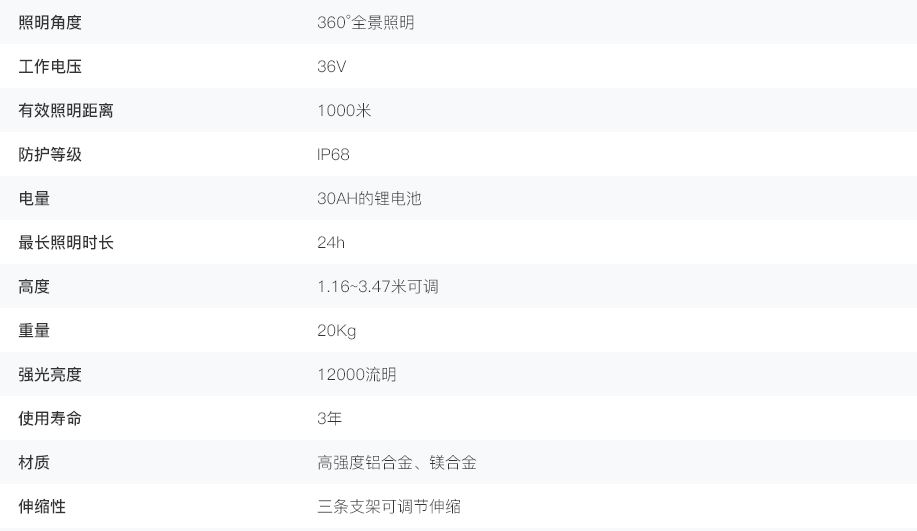 照明角度 360°全景照明
工作电压 36V
有效照明距离 1000米
防护等级 IP68
电量 30AH的锂电池
最长照明时长 24h
高度 1.16~3.47米可调
重量 20Kg
强光亮度 12000流明
使用寿命 3年
材质 高强度铝合金、镁合金
伸缩性 三条支架可调节伸缩